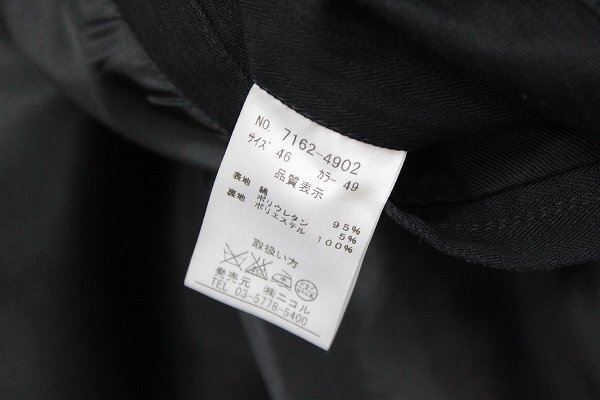 NO. 7162-4902
サイズ 46 カラー 49
品質表示
表地 綿 95%
ポリウレタン 5%
裏地 ポリエステル 100%
取扱い方
発売元 ㈱ニコル
TEL 03-5778-5400